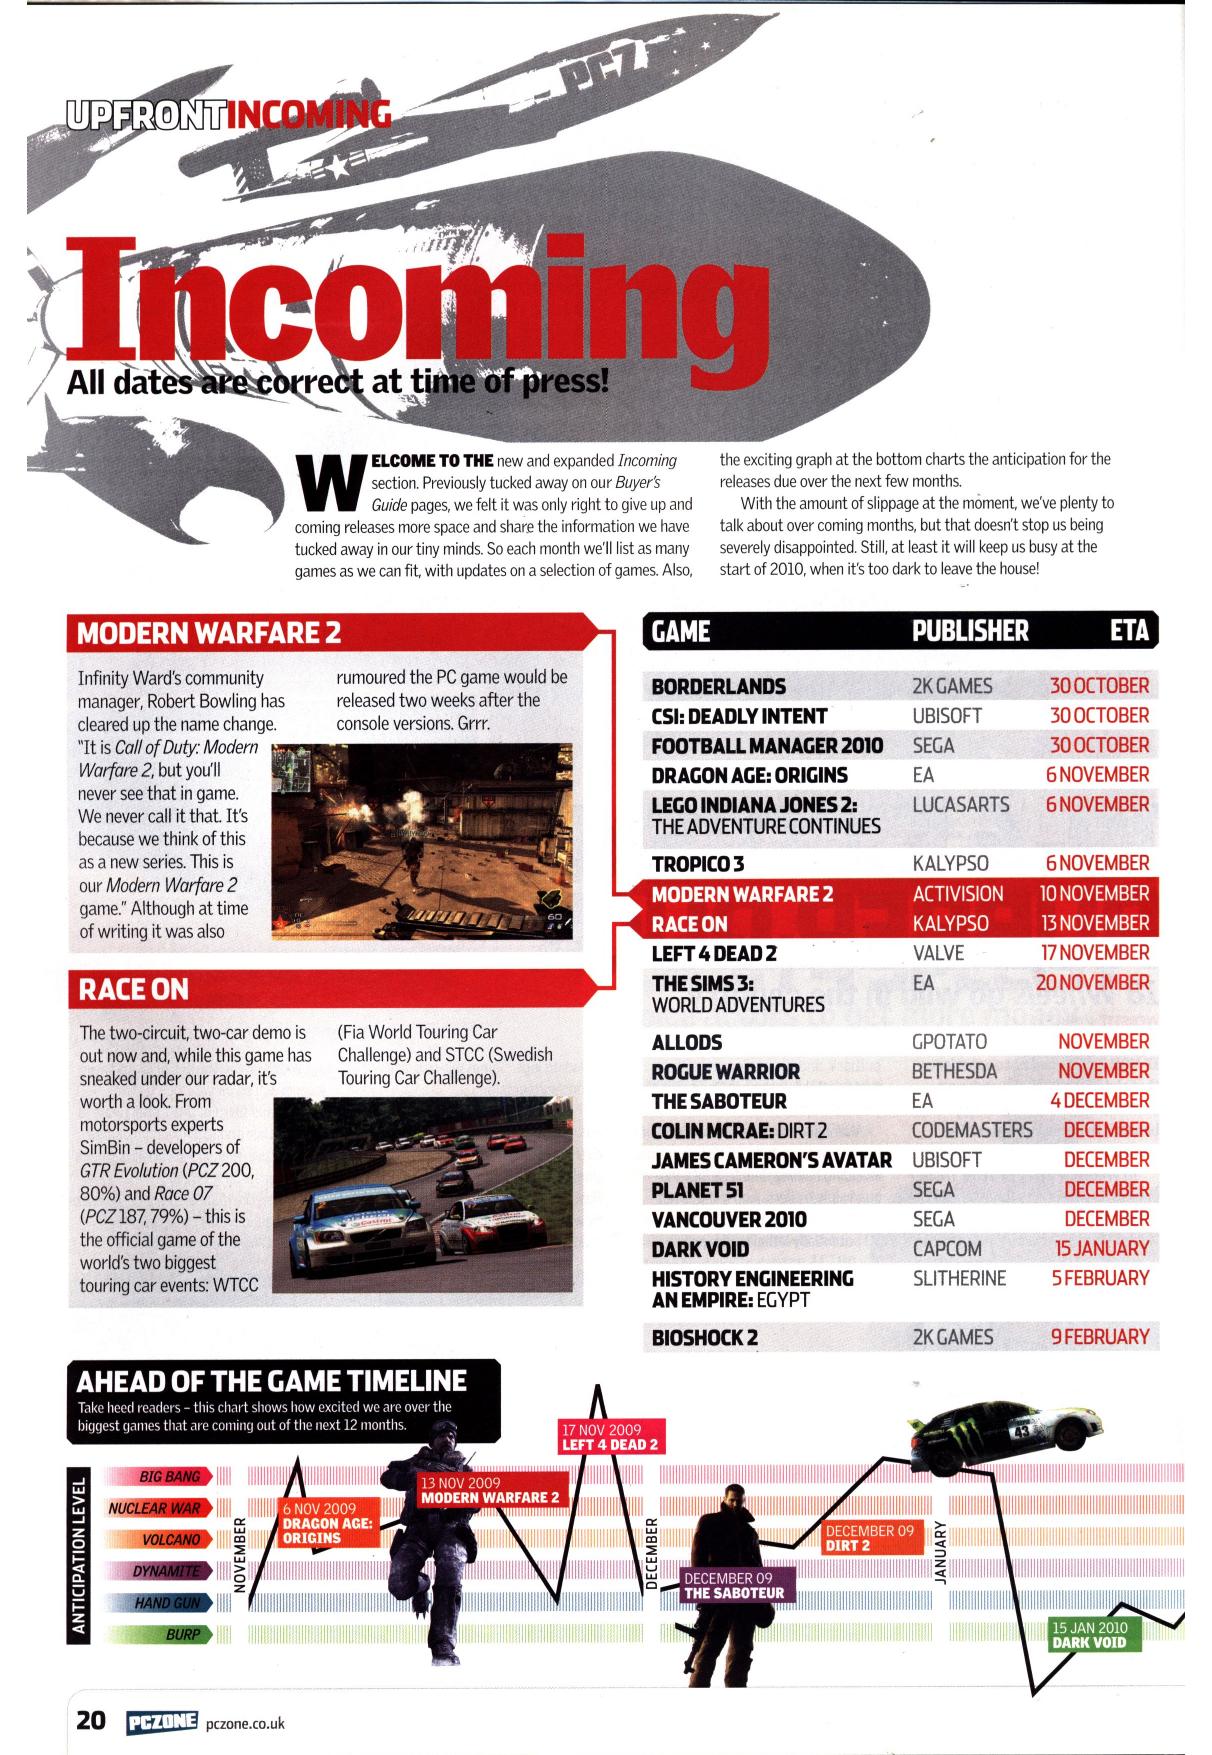 PCZ
UPFRONTINCOMING
Incoming
All dates are correct at time of press!
WELCOME TO THE new and expanded Incoming
section. Previously tucked away on our Buyer's
Guide pages, we felt it was only right to give up and
coming releases more space and share the information we have
tucked away in our tiny minds. So each month we'll list as many
games as we can fit, with updates on a selection of games. Also,
the exciting graph at the bottom charts the anticipation for the
releases due over the next few months.
With the amount of slippage at the moment, we've plenty to
talk about over coming months, but that doesn't stop us being
severely disappointed. Still, at least it will keep us busy at the
start of 2010, when it's too dark to leave the house!
MODERN WARFARE 2
Infinity Ward's community
manager, Robert Bowling has
cleared up the name change.
"It is Call of Duty: Modern
Warfare 2, but you'll
never see that in game.
We never call it that. It's
because we think of this
as a new series. This is
our Modern Warfare 2
game." Although at time
of writing it was also
rumoured the PC game would be
released two weeks after the
console versions. Grrr.
60
RACE ON
The two-circuit, two-car demo is
out now and, while this game has
sneaked under our radar, it's
worth a look. From
motorsports experts
SimBin – developers of
GTR Evolution (PCZ 200,
80%) and Race 07
(PCZ 187, 79%) – this is
the official game of the
world's two biggest
touring car events: WTCC
(Fia World Touring Car
Challenge) and STCC (Swedish
Touring Car Challenge).
Castrol
GAME PUBLISHER ETA
BORDERLANDS 2K GAMES 30 OCTOBER
CSI: DEADLY INTENT UBISOFT 30 OCTOBER
FOOTBALL MANAGER 2010 SEGA 30 OCTOBER
DRAGON AGE: ORIGINS EA 6 NOVEMBER
LEGO INDIANA JONES 2: LUCASARTS 6 NOVEMBER
THE ADVENTURE CONTINUES
TROPICO 3 KALYPSO 6 NOVEMBER
MODERN WARFARE 2 ACTIVISION 10 NOVEMBER
RACE ON KALYPSO 13 NOVEMBER
LEFT 4 DEAD 2 VALVE 17 NOVEMBER
THE SIMS 3: EA 20 NOVEMBER
WORLD ADVENTURES
ALLODS GPOTATO NOVEMBER
ROGUE WARRIOR BETHESDA NOVEMBER
THE SABOTEUR EA 4 DECEMBER
COLIN MCRAE: DIRT 2 CODEMASTERS DECEMBER
JAMES CAMERON'S AVATAR UBISOFT DECEMBER
PLANET 51 SEGA DECEMBER
VANCOUVER 2010 SEGA DECEMBER
DARK VOID CAPCOM 15 JANUARY
HISTORY ENGINEERING SLITHERINE 5 FEBRUARY
AN EMPIRE: EGYPT
BIOSHOCK 2 2K GAMES 9 FEBRUARY
AHEAD OF THE GAME TIMELINE
Take heed readers – this chart shows how excited we are over the
biggest games that are coming out of the next 12 months.
ANTICIPATION LEVEL
BIG BANG
NUCLEAR WAR
VOLCANO
DYNAMITE
HAND GUN
BURP
NOVEMBER
6 NOV 2009
DRAGON AGE:
ORIGINS
13 NOV 2009
MODERN WARFARE 2
17 NOV 2009
LEFT 4 DEAD 2
DECEMBER
DECEMBER 09
THE SABOTEUR
DECEMBER 09
DIRT 2
43
JANUARY
15 JAN 2010
DARK VOID
20 PCZONE pczone.co.uk